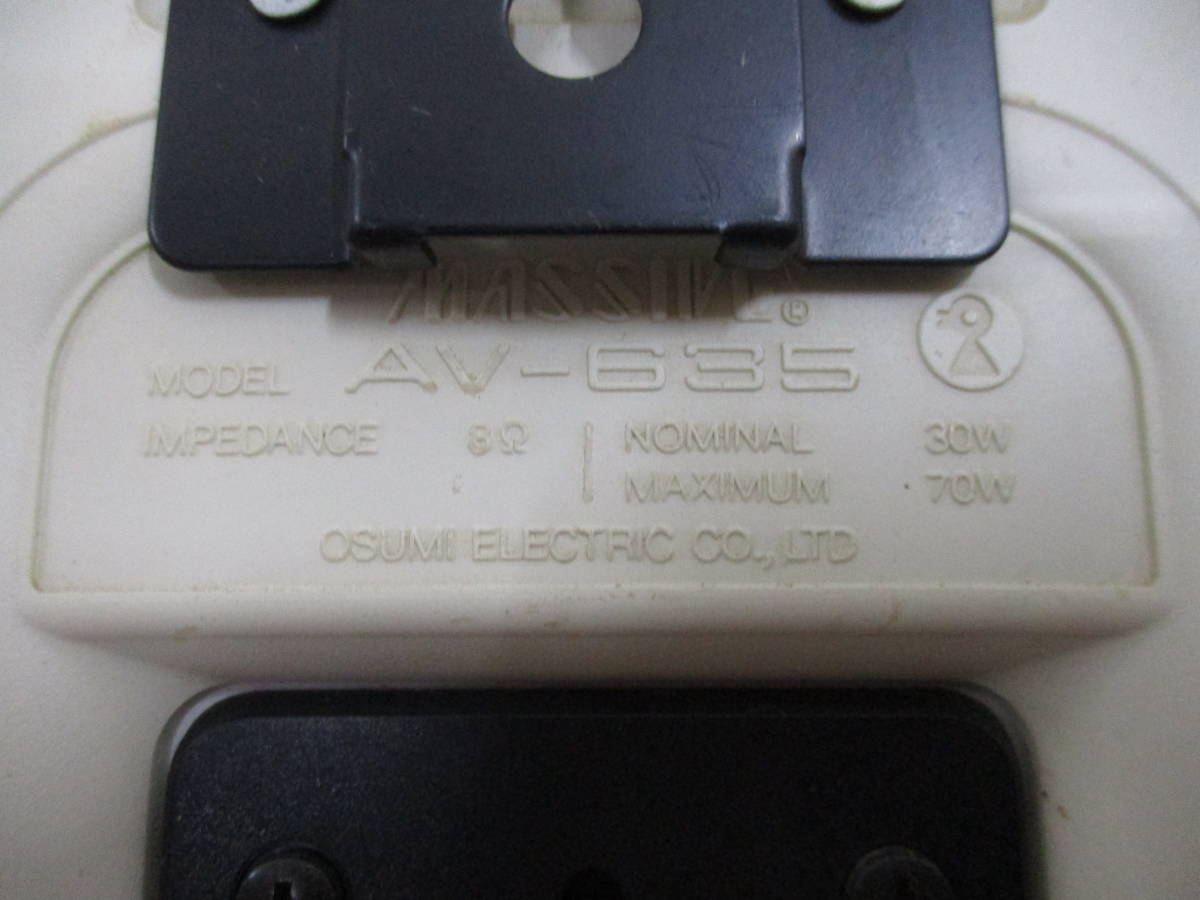 MASSIVE®
MODEL AV-635
IMPEDANCE 8Ω
NOMINAL 30W
MAXIMUM 70W
OSUMI ELECTRIC CO., LTD